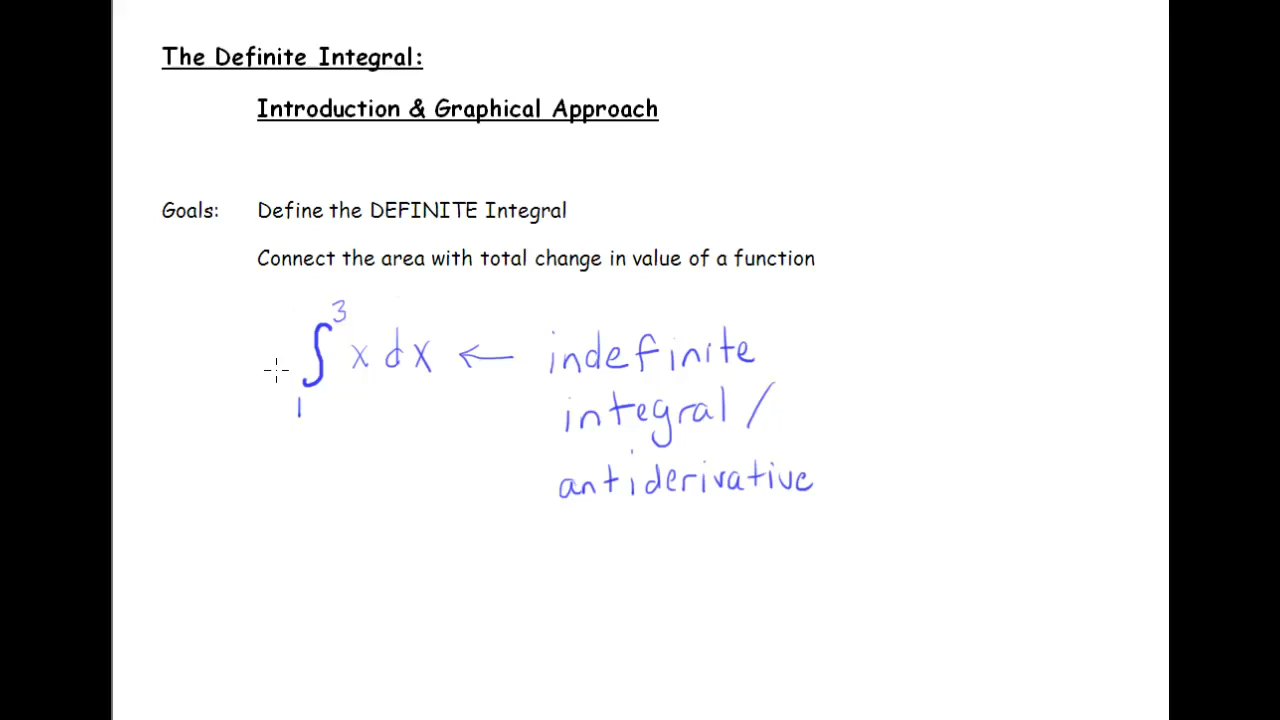 The Definite Integral:
Introduction & Graphical Approach
Goals: Define the DEFINITE Integral
Connect the area with total change in value of a function
∫₁³ x dx ← indefinite
integral /
antiderivative